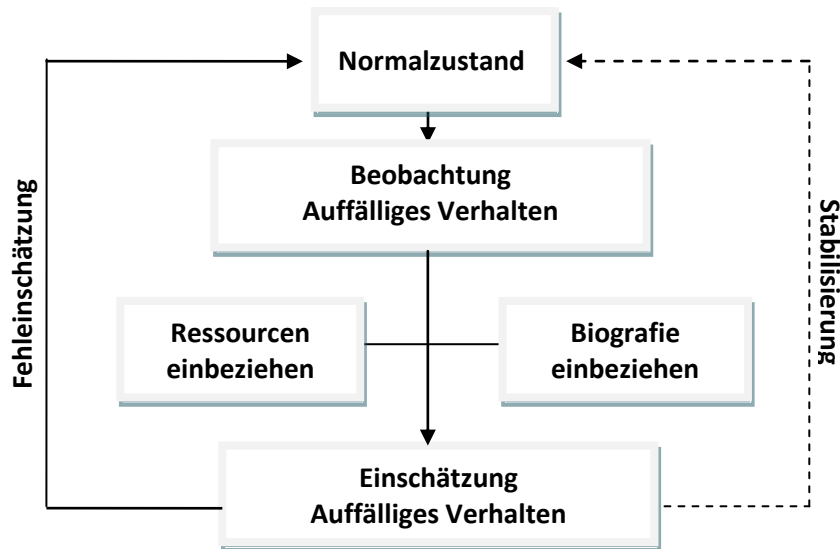 Normalzustand
Beobachtung
Auffälliges Verhalten
Fehleinschätzung
Stabilisierung
Ressourcen
einbeziehen
Biografie
einbeziehen
Einschätzung
Auffälliges Verhalten